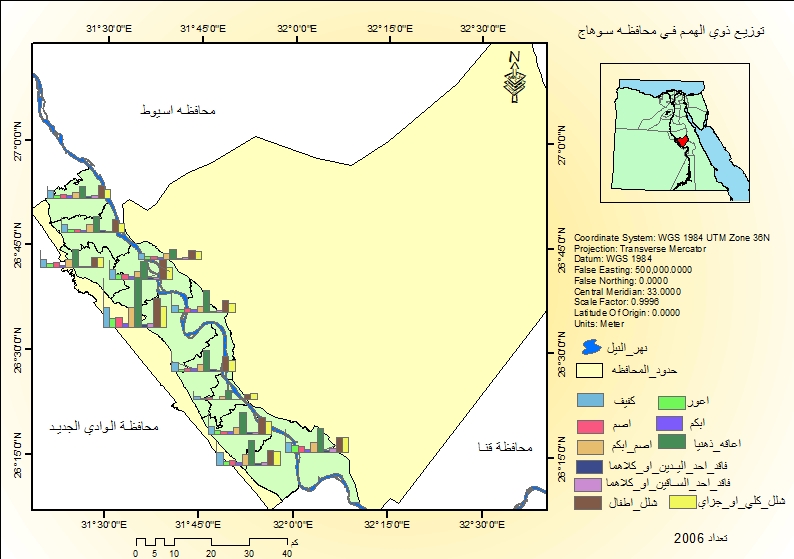 توزيع ذوي الهمم في محافظه سوهاج
31°30'0"E 31°45'0"E 32°0'0"E 32°15'0"E 32°30'0"E
N
محافظه اسيوط
27°0'0"N 27°0'0"N
26°45'0"N 26°45'0"N
26°30'0"N 26°30'0"N
26°15'0"N 26°15'0"N
محافظة الوادي الجديد
محافظة قنا
31°30'0"E 31°45'0"E 32°0'0"E 32°15'0"E 32°30'0"E
0 5 10 20 30 40 كم
Coordinate System: WGS 1984 UTM Zone 36N
Projection: Transverse Mercator
Datum: WGS 1984
False Easting: 500,000.0000
False Northing: 0.0000
Central Meridian: 33.0000
Scale Factor: 0.9996
Latitude Of Origin: 0.0000
Units: Meter
نهر_النيل
حدود_المحافظه
كفيف اعور
اصم ابكم
اصم_ابكم اعاقه_ذهنيا
فاقد_احد_اليدين_او_كلاهما
فاقد_احد_الساقين_او_كلاهما
شلل_اطفال شلل_كلي_او_جزاي
تعداد 2006